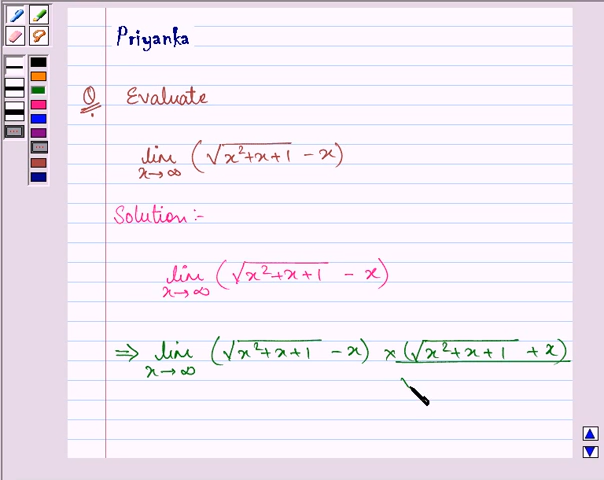 Priyanka
Q. Evaluate
lim x→∞ (√x²+x+1 - x)
Solution :-
lim x→∞ (√x²+x+1 - x)
⇒ lim x→∞ (√x²+x+1 - x) × (√x²+x+1 + x)